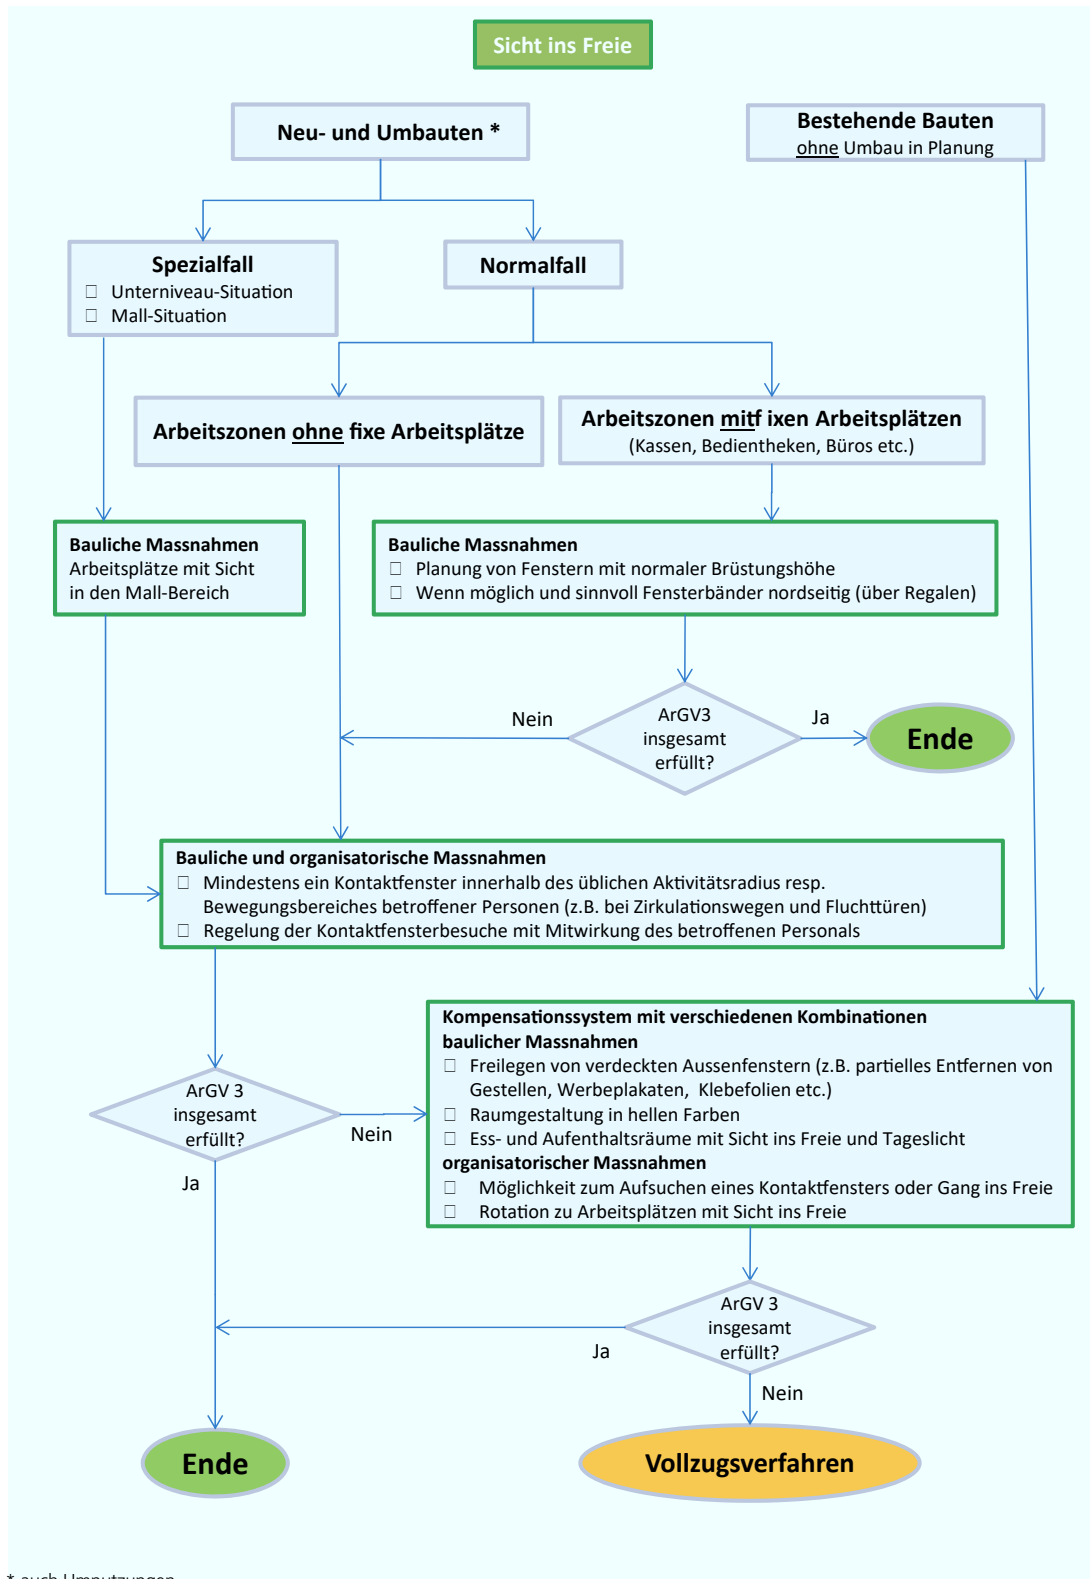 Sicht ins Freie
Neu- und Umbauten *
Bestehende Bauten
ohne Umbau in Planung
Spezialfall
☐ Unterniveau-Situation
☐ Mall-Situation
Normalfall
Arbeitszonen ohne fixe Arbeitsplätze
Arbeitszonen mitf ixen Arbeitsplätzen
(Kassen, Bedientheken, Büros etc.)
Bauliche Massnahmen
Arbeitsplätze mit Sicht
in den Mall-Bereich
Bauliche Massnahmen
☐ Planung von Fenstern mit normaler Brüstungshöhe
☐ Wenn möglich und sinnvoll Fensterbänder nordseitig (über Regalen)
Nein
ArGV3
insgesamt
erfüllt?
Ja
Ende
Bauliche und organisatorische Massnahmen
☐ Mindestens ein Kontaktfenster innerhalb des üblichen Aktivitätsradius resp.
Bewegungsbereiches betroffener Personen (z.B. bei Zirkulationswegen und Fluchttüren)
☐ Regelung der Kontaktfensterbesuche mit Mitwirkung des betroffenen Personals
ArGV 3
insgesamt
erfüllt?
Nein
Ja
Kompensationssystem mit verschiedenen Kombinationen
baulicher Massnahmen
☐ Freilegen von verdeckten Aussenfenstern (z.B. partielles Entfernen von
Gestellen, Werbeplakaten, Klebefolien etc.)
☐ Raumgestaltung in hellen Farben
☐ Ess- und Aufenthaltsräume mit Sicht ins Freie und Tageslicht
organisatorischer Massnahmen
☐ Möglichkeit zum Aufsuchen eines Kontaktfensters oder Gang ins Freie
☐ Rotation zu Arbeitsplätzen mit Sicht ins Freie
ArGV 3
insgesamt
erfüllt?
Ja
Nein
Ende
Vollzugsverfahren
* auch Umnutzungen